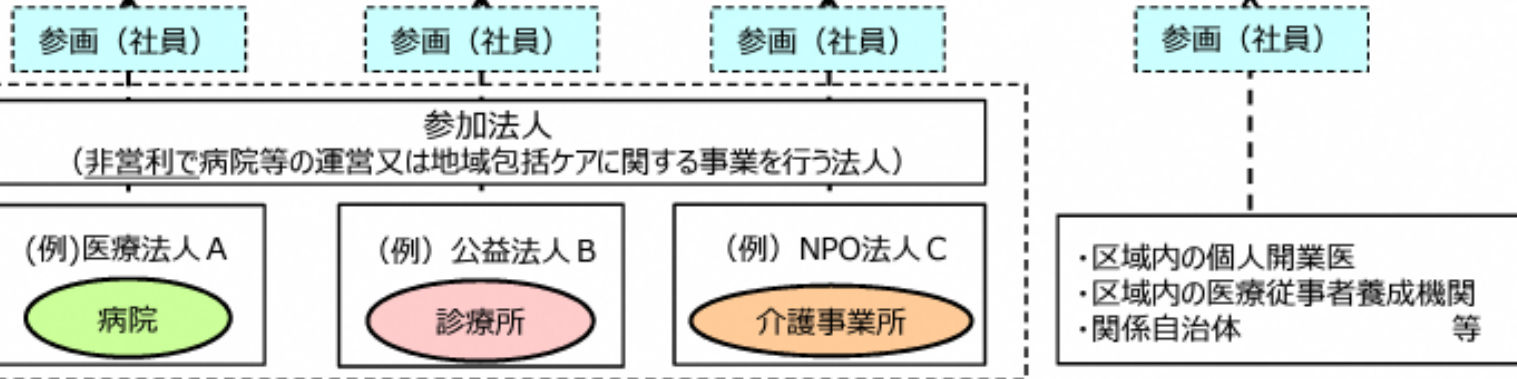 参画（社員）
参画（社員）
参画（社員）
参画（社員）
参加法人
（非営利で病院等の運営又は地域包括ケアに関する事業を行う法人）
(例)医療法人A
病院
（例）公益法人B
診療所
（例）NPO法人C
介護事業所
・区域内の個人開業医
・区域内の医療従事者養成機関
・関係自治体　　　　　　　等